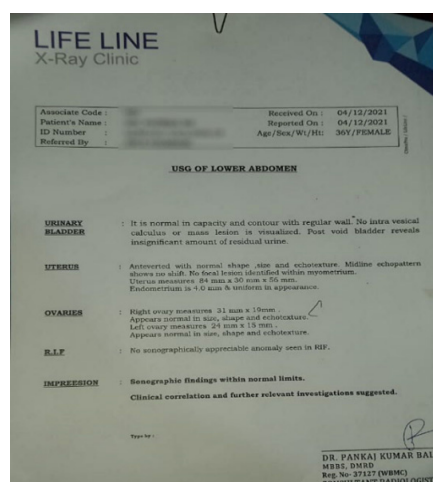 LIFE LINE
X-Ray Clinic
Associate Code :
Received On : 04/12/2021
Patient's Name :
Reported On : 04/12/2021
ID Number :
Age/Sex/Wt/Ht: 36Y/FEMALE
Referred By :
USG OF LOWER ABDOMEN
URINARY BLADDER : It is normal in capacity and contour with regular wall. No intra vesical
calculus or mass lesion is visualized. Post void bladder reveals
insignificant amount of residual urine.
UTERUS : Anteverted with normal shape ,size and echotexture. Midline echopattern
shows no shift. No focal lesion identified within myometrium.
Uterus measures 84 mm x 30 mm x 56 mm.
Endometrium is 4.0 mm & uniform in appearance.
OVARIES : Right ovary measures 31 mm x 19mm .
Appears normal in size, shape and echotexture.
Left ovary measures 24 mm x 15 mm .
Appears normal in size, shape and echotexture.
R.I.F : No sonographically appreciable anomaly seen in RIF.
IMPREESION : Sonographic findings within normal limits.
Clinical correlation and further relevant investigations suggested.
Type by :
DR. PANKAJ KUMAR BAL
MBBS, DMRD
Reg. No- 37127 (WBMC)
CONSULTANT RADIOLOGIST